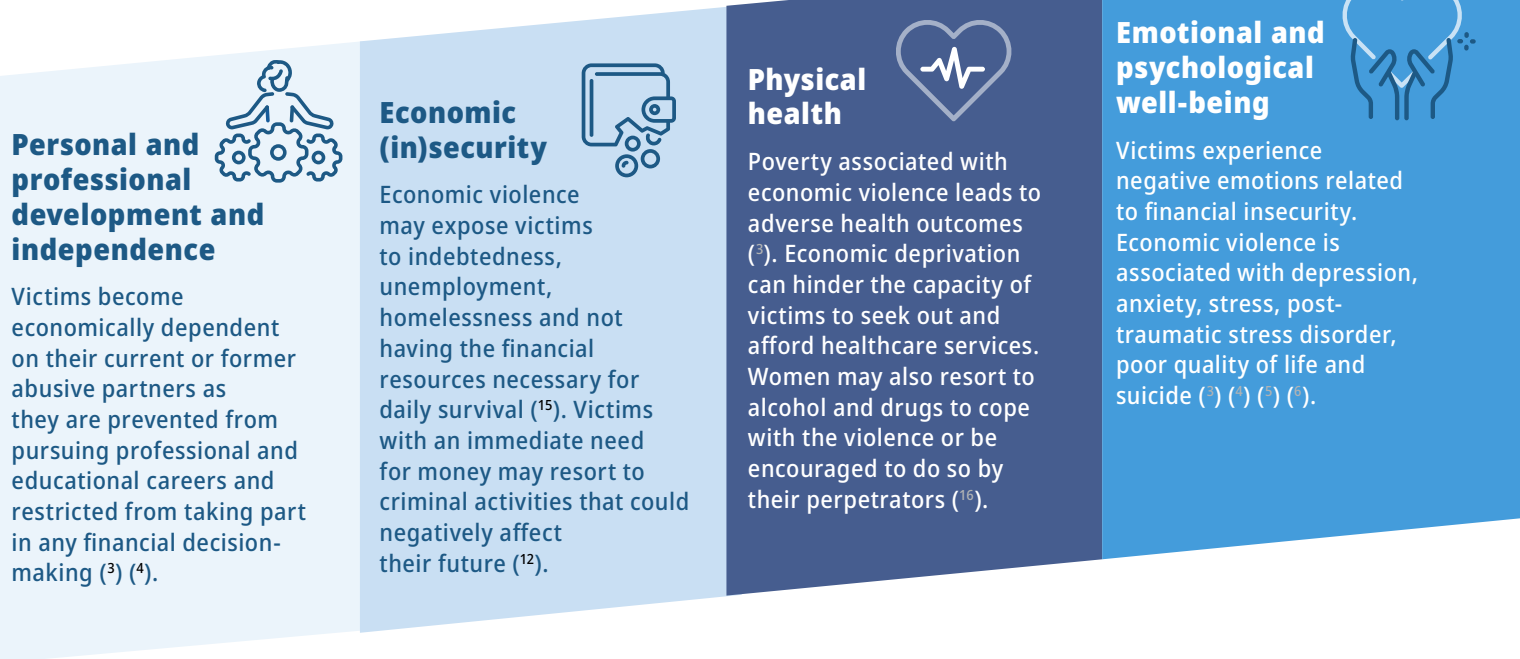 Personal and
professional
development and
independence
Victims become
economically dependent
on their current or former
abusive partners as
they are prevented from
pursuing professional and
educational careers and
restricted from taking part
in any financial decision-
making (³) (⁴).
Economic
(in)security
Economic violence
may expose victims
to indebtedness,
unemployment,
homelessness and not
having the financial
resources necessary for
daily survival (¹⁵). Victims
with an immediate need
for money may resort to
criminal activities that could
negatively affect
their future (¹²).
Physical
health
Poverty associated with
economic violence leads to
adverse health outcomes
(³). Economic deprivation
can hinder the capacity of
victims to seek out and
afford healthcare services.
Women may also resort to
alcohol and drugs to cope
with the violence or be
encouraged to do so by
their perpetrators (¹⁶).
Emotional and
psychological
well-being
Victims experience
negative emotions related
to financial insecurity.
Economic violence is
associated with depression,
anxiety, stress, post-
traumatic stress disorder,
poor quality of life and
suicide (³) (⁴) (⁵) (⁶).